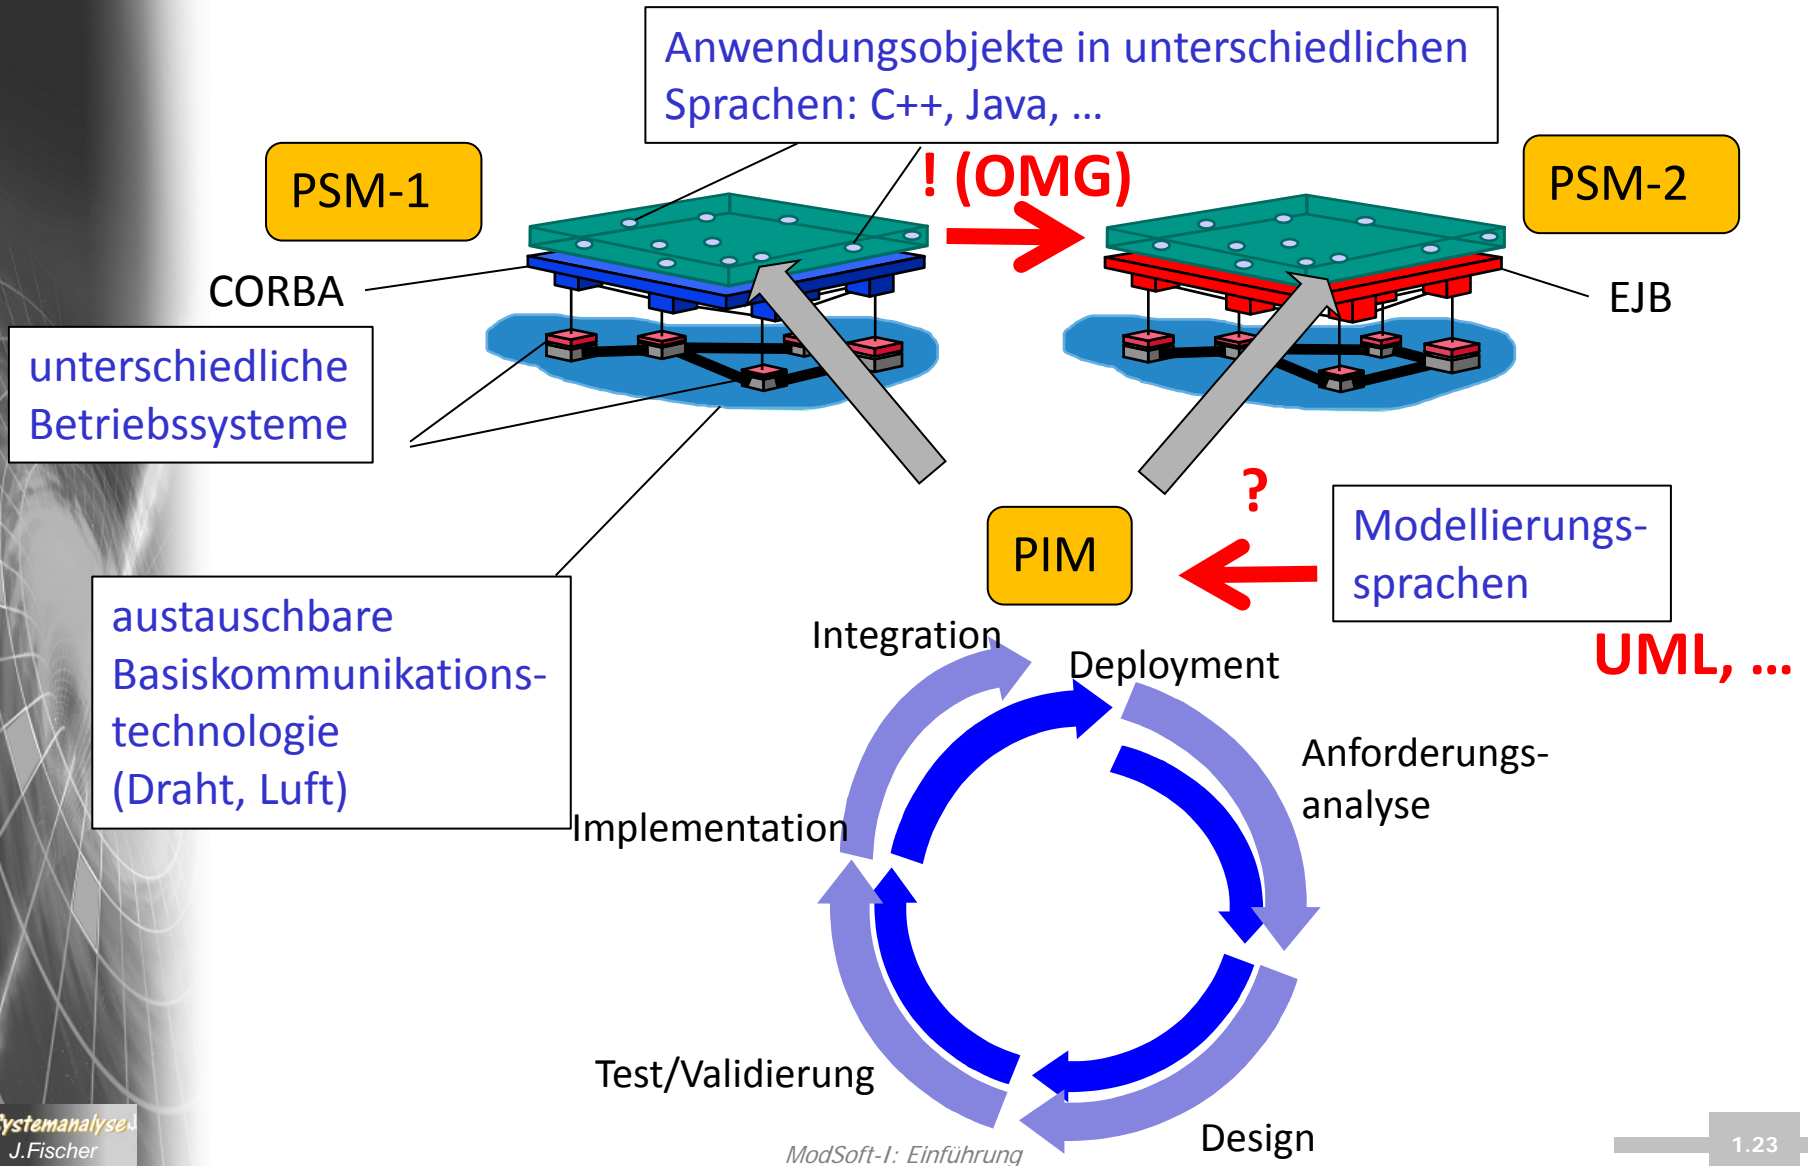 Anwendungsobjekte in unterschiedlichen
Sprachen: C++, Java, ...
PSM-1
! (OMG)
PSM-2
CORBA
EJB
unterschiedliche
Betriebssysteme
?
PIM
Modellierungs-
sprachen
UML, ...
austauschbare
Basiskommunikations-
technologie
(Draht, Luft)
Integration
Deployment
Anforderungs-
analyse
Implementation
Test/Validierung
Design
ystemanalyse
J.Fischer
ModSoft-I: Einführung
1.23